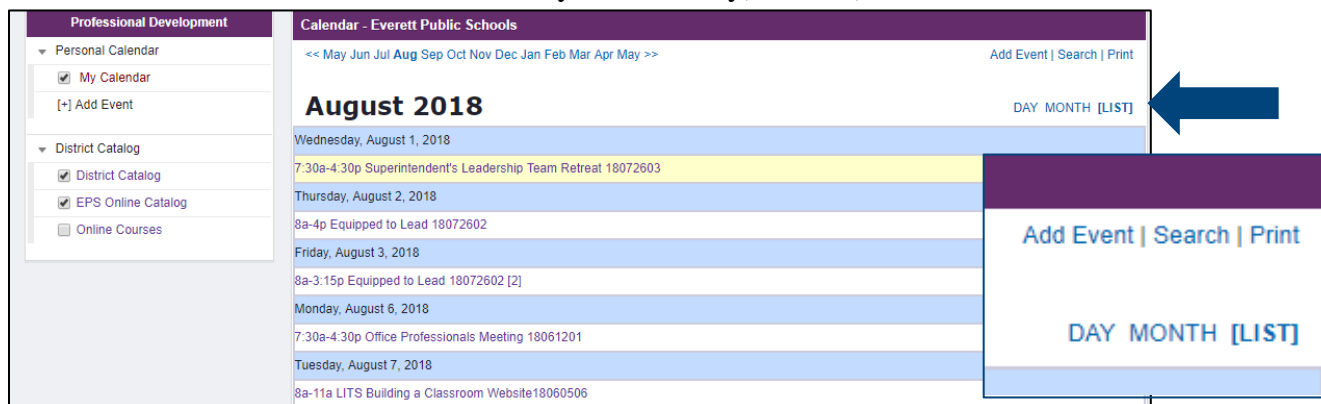 Professional Development
Personal Calendar
My Calendar
[+] Add Event
District Catalog
District Catalog
EPS Online Catalog
Online Courses
Calendar - Everett Public Schools
<< May Jun Jul Aug Sep Oct Nov Dec Jan Feb Mar Apr May >>
Add Event | Search | Print
August 2018
DAY MONTH [LIST]
Wednesday, August 1, 2018
7:30a-4:30p Superintendent's Leadership Team Retreat 18072603
Thursday, August 2, 2018
8a-4p Equipped to Lead 18072602
Friday, August 3, 2018
8a-3:15p Equipped to Lead 18072602 [2]
Monday, August 6, 2018
7:30a-4:30p Office Professionals Meeting 18061201
Tuesday, August 7, 2018
8a-11a LITS Building a Classroom Website18060506
Add Event | Search | Print
DAY MONTH [LIST]